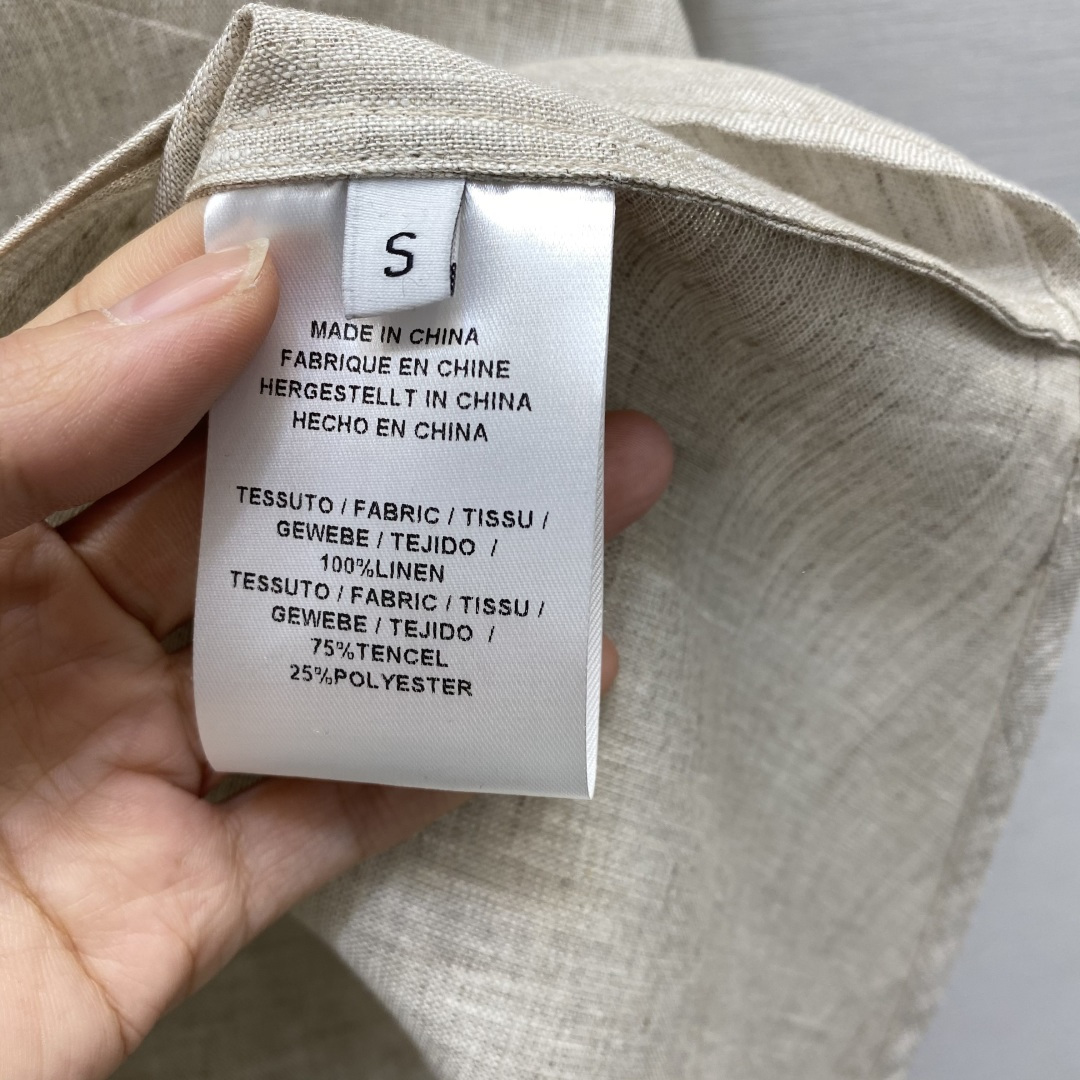 S
MADE IN CHINA
FABRIQUE EN CHINE
HERGESTELLT IN CHINA
HECHO EN CHINA
TESSUTO / FABRIC / TISSU /
GEWEBE / TEJIDO /
100%LINEN
TESSUTO / FABRIC / TISSU /
GEWEBE / TEJIDO /
75%TENCEL
25%POLYESTER